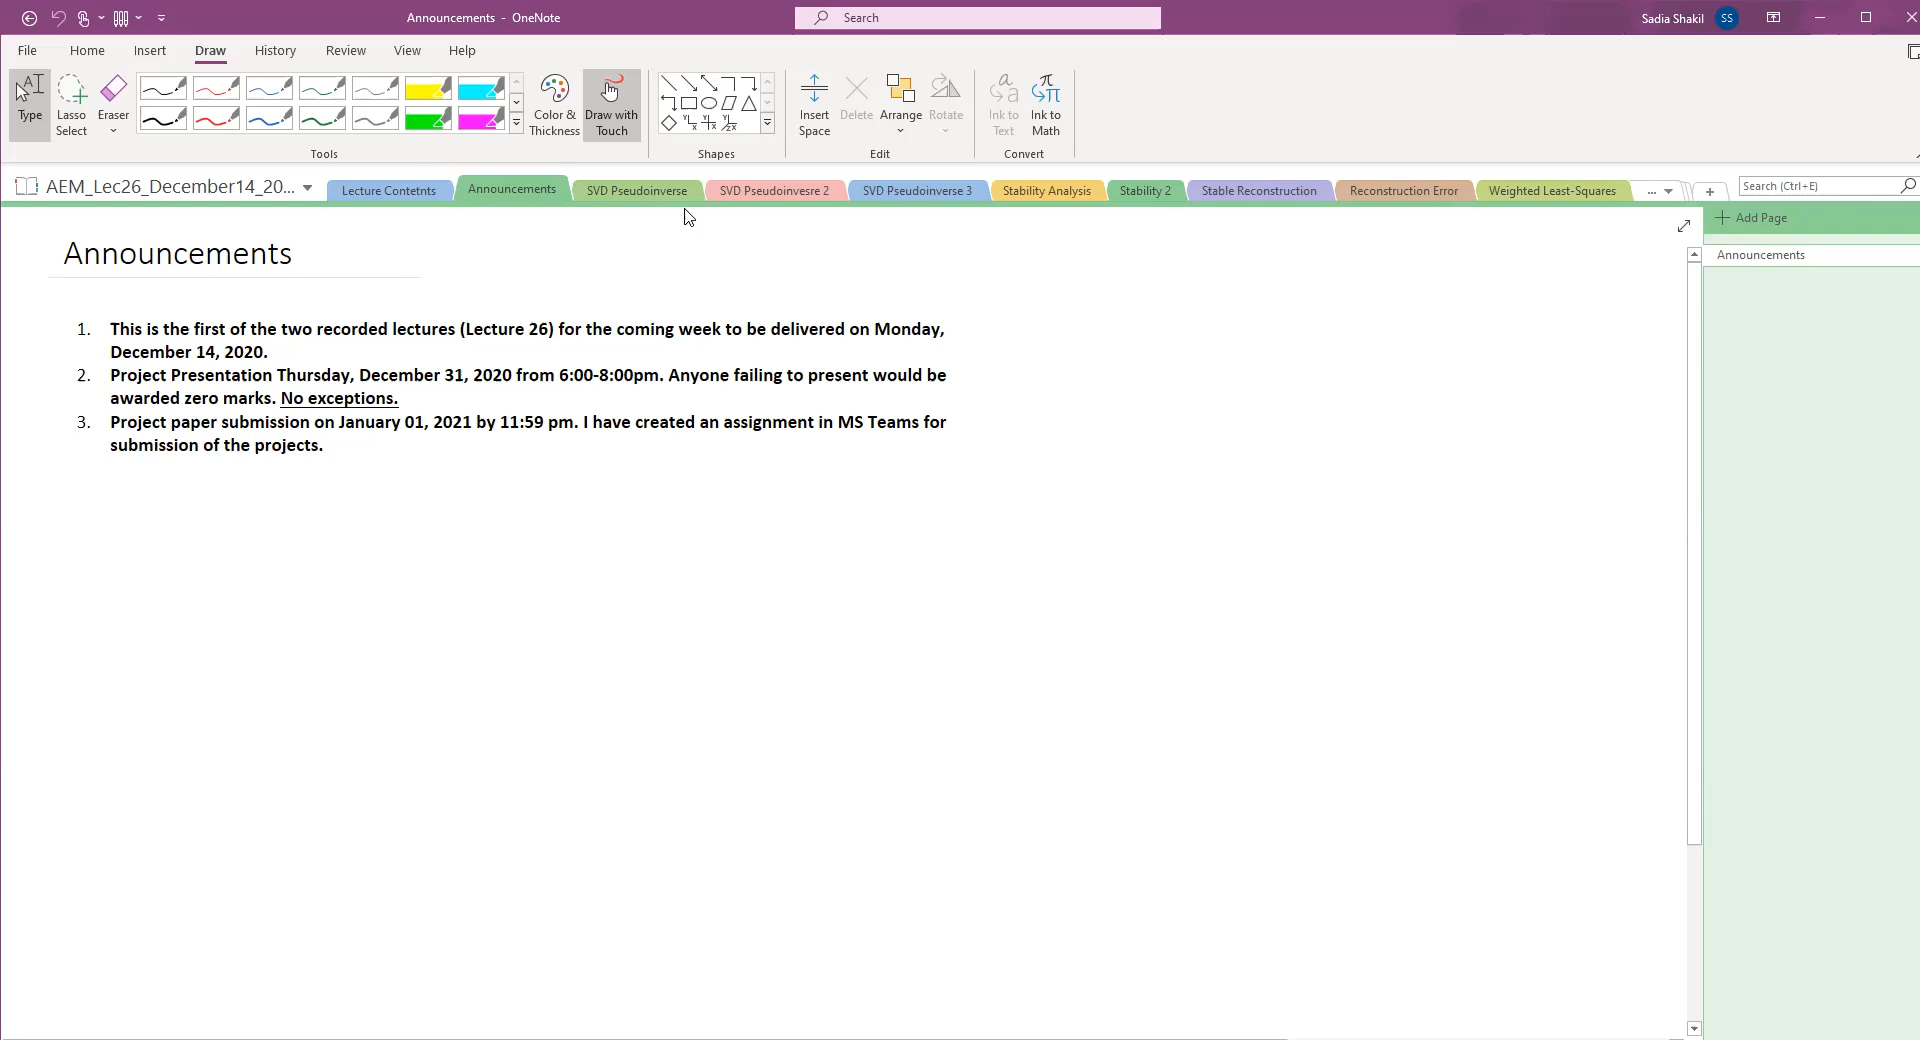 Announcements - OneNote
Search
Sadia Shakil
SS
File
Home
Insert
Draw
History
Review
View
Help
Type
Lasso
Select
Eraser
Color &
Thickness
Draw with
Touch
Insert
Space
Delete
Arrange
Rotate
Ink to
Text
Ink to
Math
Tools
Shapes
Edit
Convert
AEM_Lec26_December14_20...
Lecture Contetnts
Announcements
SVD Pseudoinverse
SVD Pseudoinvesre 2
SVD Pseudoinverse 3
Stability Analysis
Stability 2
Stable Reconstruction
Reconstruction Error
Weighted Least-Squares
...
Search (Ctrl+E)
Add Page
Announcements
Announcements
1. This is the first of the two recorded lectures (Lecture 26) for the coming week to be delivered on Monday,
December 14, 2020.
2. Project Presentation Thursday, December 31, 2020 from 6:00-8:00pm. Anyone failing to present would be
awarded zero marks. No exceptions.
3. Project paper submission on January 01, 2021 by 11:59 pm. I have created an assignment in MS Teams for
submission of the projects.